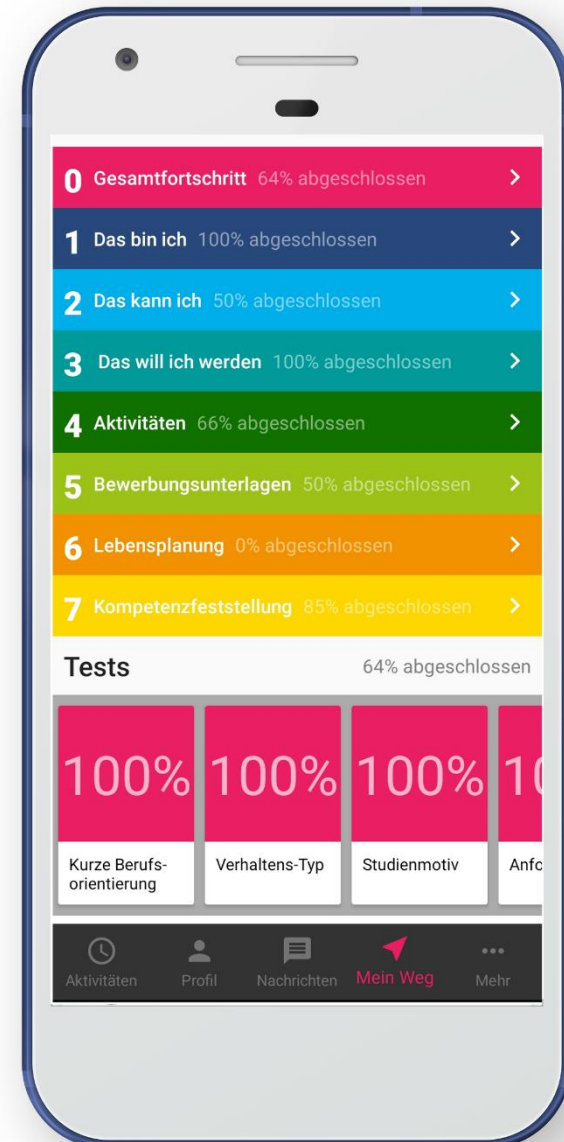 0 Gesamtfortschritt 64% abgeschlossen
1 Das bin ich 100% abgeschlossen
2 Das kann ich 50% abgeschlossen
3 Das will ich werden 100% abgeschlossen
4 Aktivitäten 66% abgeschlossen
5 Bewerbungsunterlagen 50% abgeschlossen
6 Lebensplanung 0% abgeschlossen
7 Kompetenzfeststellung 85% abgeschlossen
Tests 64% abgeschlossen
100% 100% 100% 10
Kurze Berufs-
orientierung
Verhaltens-Typ
Studienmotiv
Anfo
Aktivitäten Profil Nachrichten Mein Weg Mehr